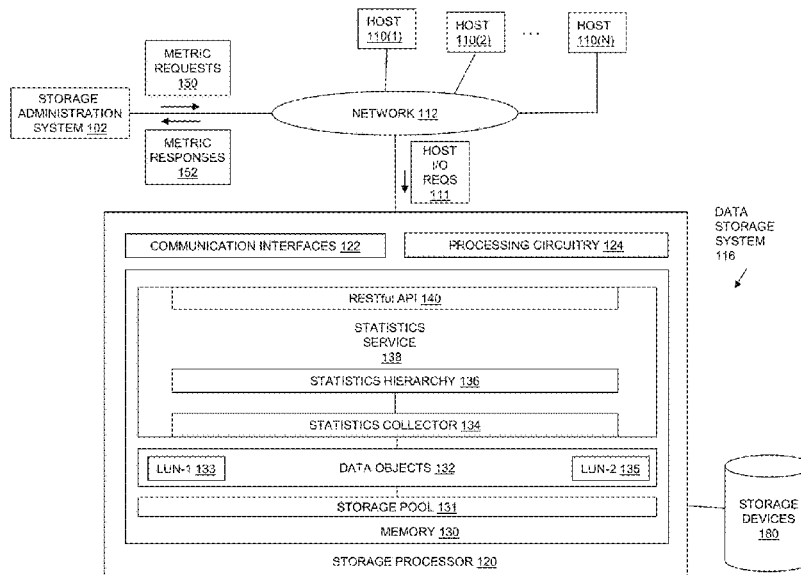 HOST
110(1)
HOST
110(2)
...
HOST
110(N)
METRIC
REQUESTS
150
STORAGE
ADMINISTRATION
SYSTEM 102
NETWORK 112
METRIC
RESPONSES
152
HOST
I/O
REQS
111
DATA
STORAGE
SYSTEM
116
COMMUNICATION INTERFACES 122
PROCESSING CIRCUITRY 124
RESTful API 140
STATISTICS
SERVICE
138
STATISTICS HIERARCHY 136
STATISTICS COLLECTOR 134
LUN-1 133
DATA OBJECTS 132
LUN-2 135
STORAGE POOL 131
MEMORY 130
STORAGE PROCESSOR 120
STORAGE
DEVICES
180